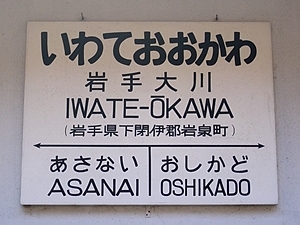 いわておおかわ
岩手大川
IWATE-ŌKAWA
(岩手県下閉伊郡岩泉町)
あさない おしかど
ASANAI OSHIKADO